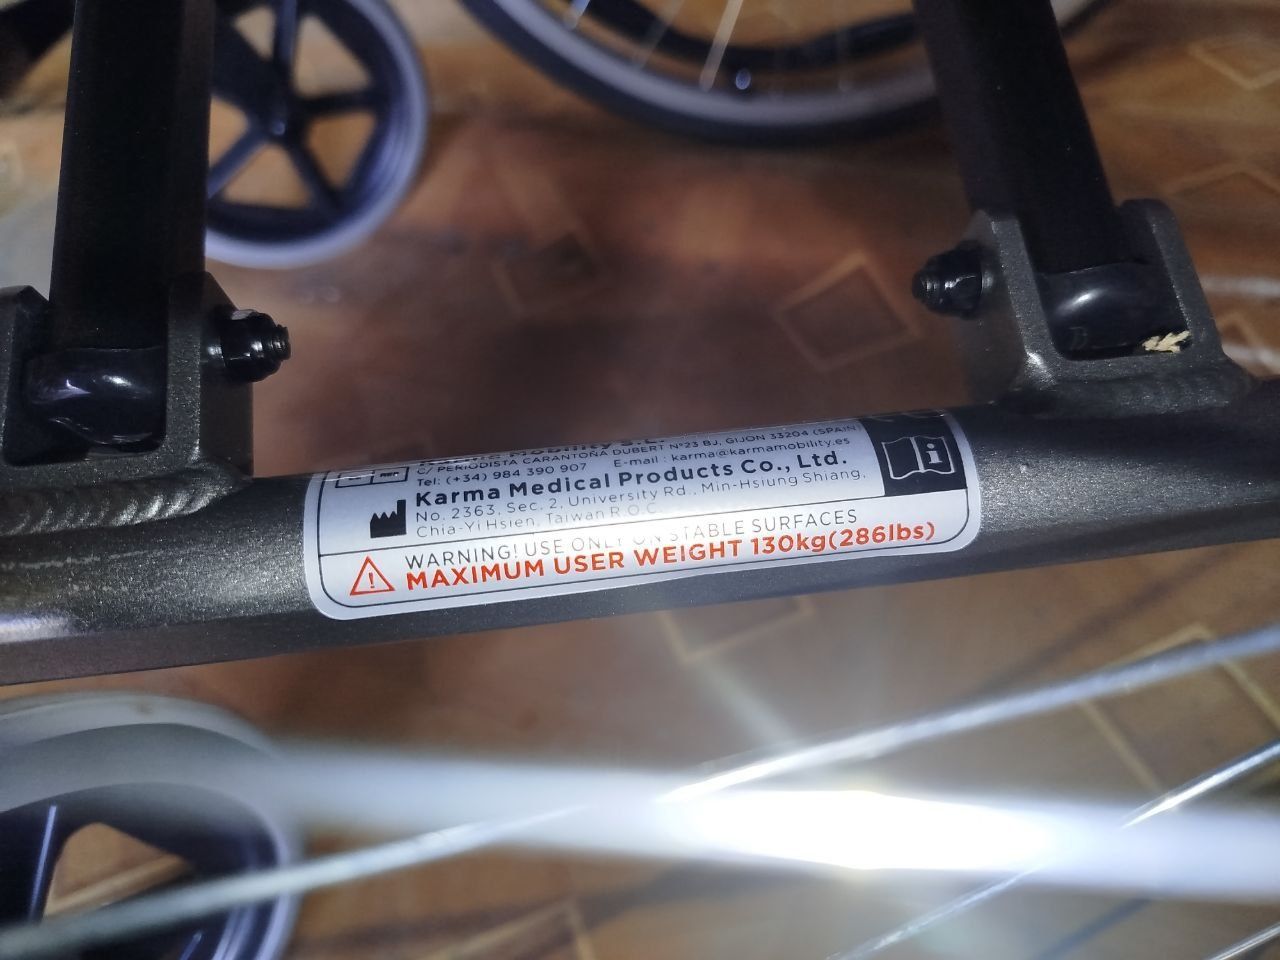 Mobility S.L.
C/ PERIODISTA CARANTOÑA DUBERT Nº23 BJ, GIJON 33204 (SPAIN)
Tel: (+34) 984 390 907 E-mail : karma@karmamobility.es
Karma Medical Products Co., Ltd.
No. 2363, Sec. 2, University Rd., Min-Hsiung Shiang,
Chia-Yi Hsien, Taiwan R.O.C.
WARNING! USE ONLY ON STABLE SURFACES
MAXIMUM USER WEIGHT 130kg(286lbs)